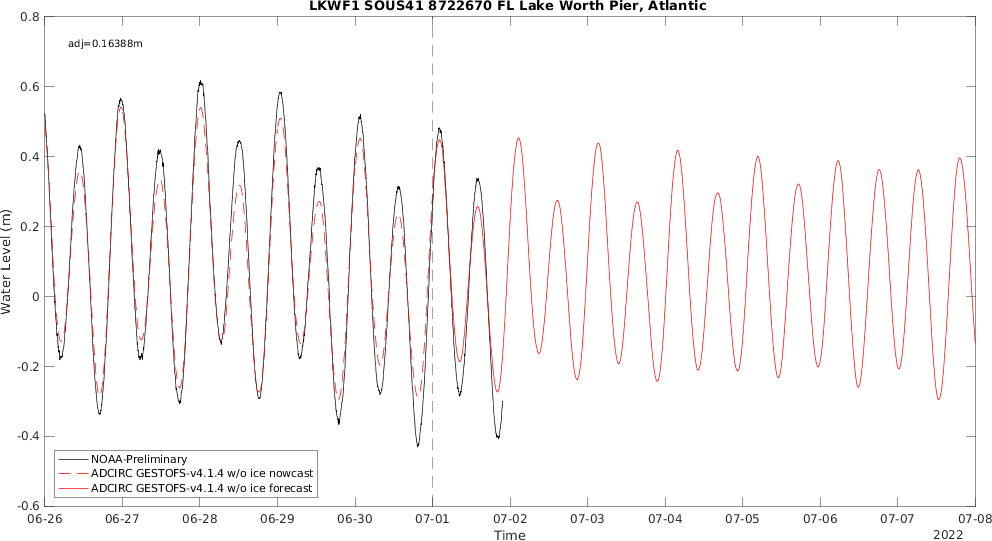 LKWF1 SOUS41 8722670 FL Lake Worth Pier, Atlantic
adj=0.16388m
0.8
0.6
0.4
0.2
0
-0.2
-0.4
-0.6
Water Level (m)
NOAA-Preliminary
ADCIRC GESTOFS-v4.1.4 w/o ice nowcast
ADCIRC GESTOFS-v4.1.4 w/o ice forecast
06-26 06-27 06-28 06-29 06-30 07-01 07-02 07-03 07-04 07-05 07-06 07-07 07-08
Time
2022